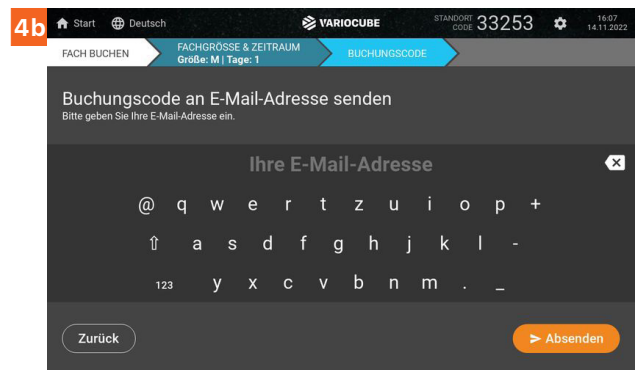 4b
Start Deutsch VARIOCUBE STANDORT CODE 33253 16:07 14.11.2022
FACH BUCHEN FACHGRÖSSE & ZEITRAUM Größe: M | Tage: 1 BUCHUNGSCODE
Buchungscode an E-Mail-Adresse senden
Bitte geben Sie Ihre E-Mail-Adresse ein.
Ihre E-Mail-Adresse
@ q w e r t z u i o p +
⇧ a s d f g h j k l -
123 y x c v b n m . _
Zurück Absenden